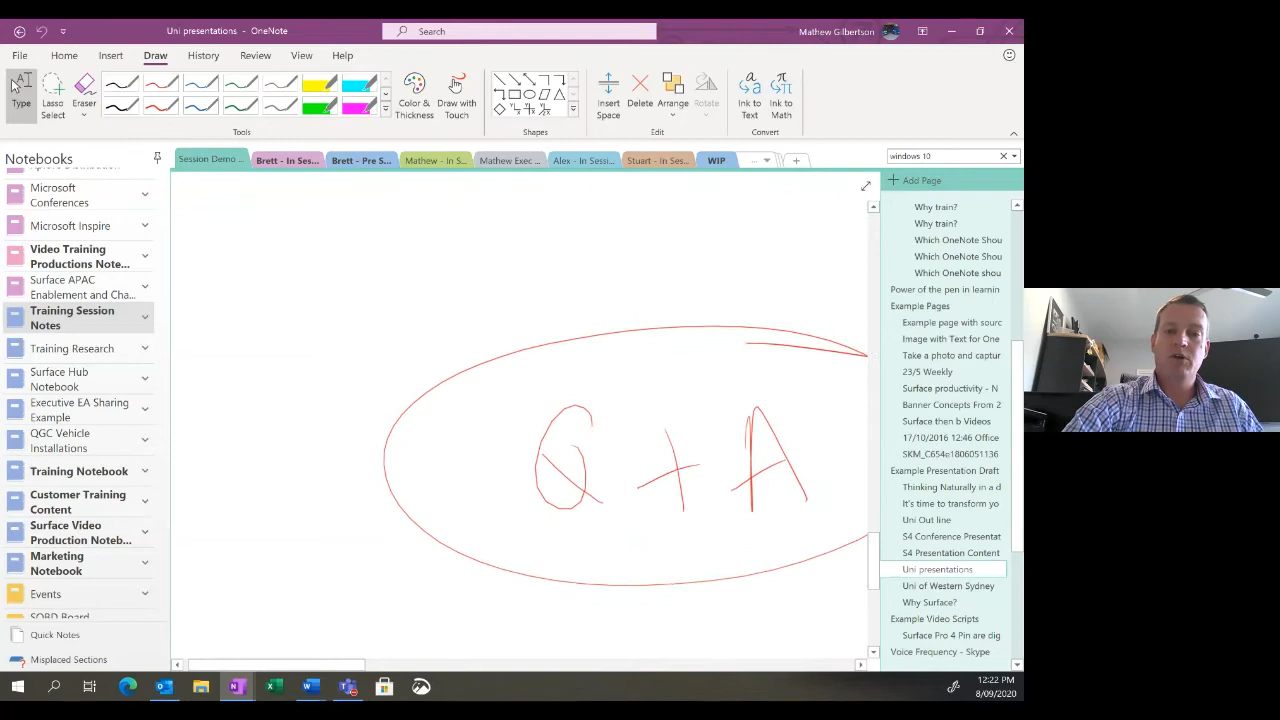 Uni presentations - OneNote
Search
Mathew Gilbertson
File Home Insert Draw History Review View Help
Type
Lasso Select
Eraser
Color & Thickness
Draw with Touch
Insert Space
Delete
Arrange
Rotate
Ink to Text
Ink to Math
Tools
Shapes
Edit
Convert
Notebooks
Session Demo ...
Brett - In Ses...
Brett - Pre S...
Mathew - In S...
Mathew Exec ...
Alex - In Sessi...
Stuart - In Ses...
WIP
windows 10
Microsoft
Conferences
Microsoft Inspire
Video Training
Productions Note...
Surface APAC
Enablement and Cha...
Training Session
Notes
Training Research
Surface Hub
Notebook
Executive EA Sharing
Example
QGC Vehicle
Installations
Training Notebook
Customer Training
Content
Surface Video
Production Noteb...
Marketing
Notebook
Events
Quick Notes
Misplaced Sections
Q + A
Add Page
Why train?
Why train?
Which OneNote Shou
Which OneNote Shou
Which OneNote shou
Power of the pen in learnin
Example Pages
Example page with sourc
Image with Text for One
Take a photo and captur
23/5 Weekly
Surface productivity - N
Banner Concepts From 2
Surface then b Videos
17/10/2016 12:46 Office
SKM_C654e1806051136
Example Presentation Draft
Thinking Naturally in a d
It's time to transform yo
Uni Out line
S4 Conference Presentat
S4 Presentation Content
Uni presentations
Uni of Western Sydney
Why Surface?
Example Video Scripts
Surface Pro 4 Pin are dig
Voice Frequency - Skype
12:22 PM
8/09/2020